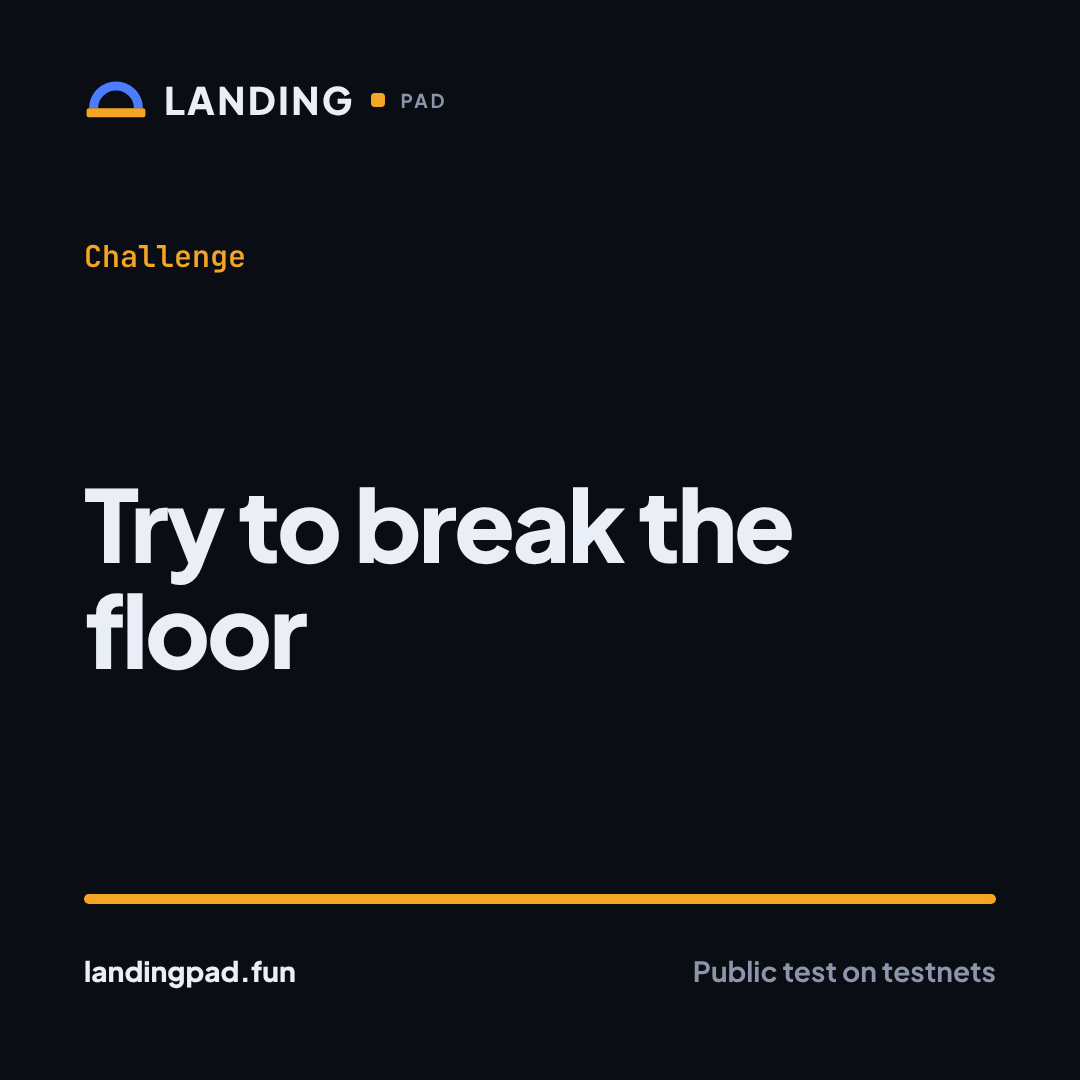 LANDING PAD
Challenge
Try to break the
floor
landingpad.fun
Public test on testnets